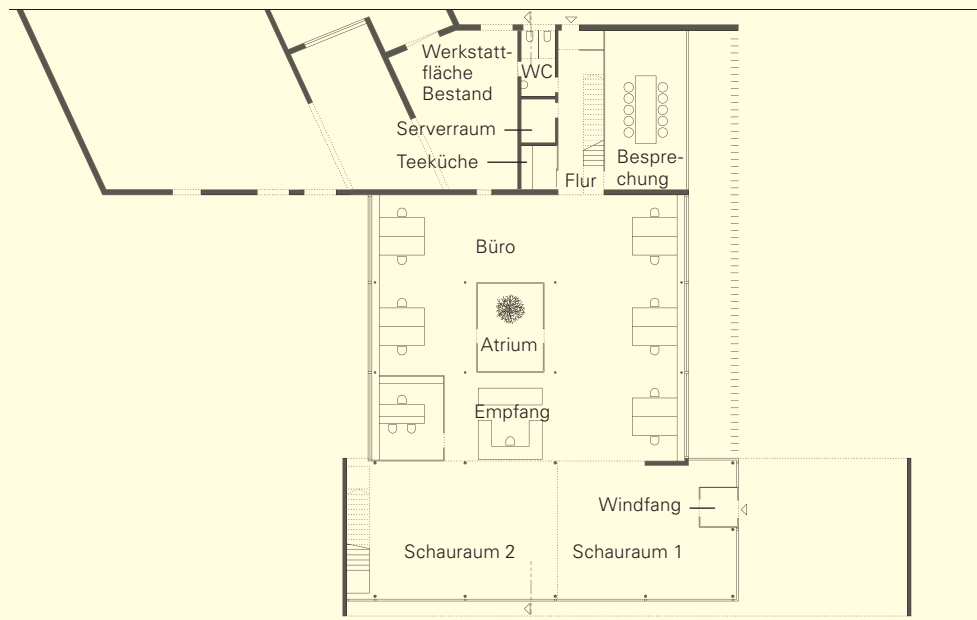 Werkstatt-
fläche
Bestand
WC
Serverraum
Teeküche
Flur
Bespre-
chung
Büro
Atrium
Empfang
Windfang
Schauraum 2
Schauraum 1